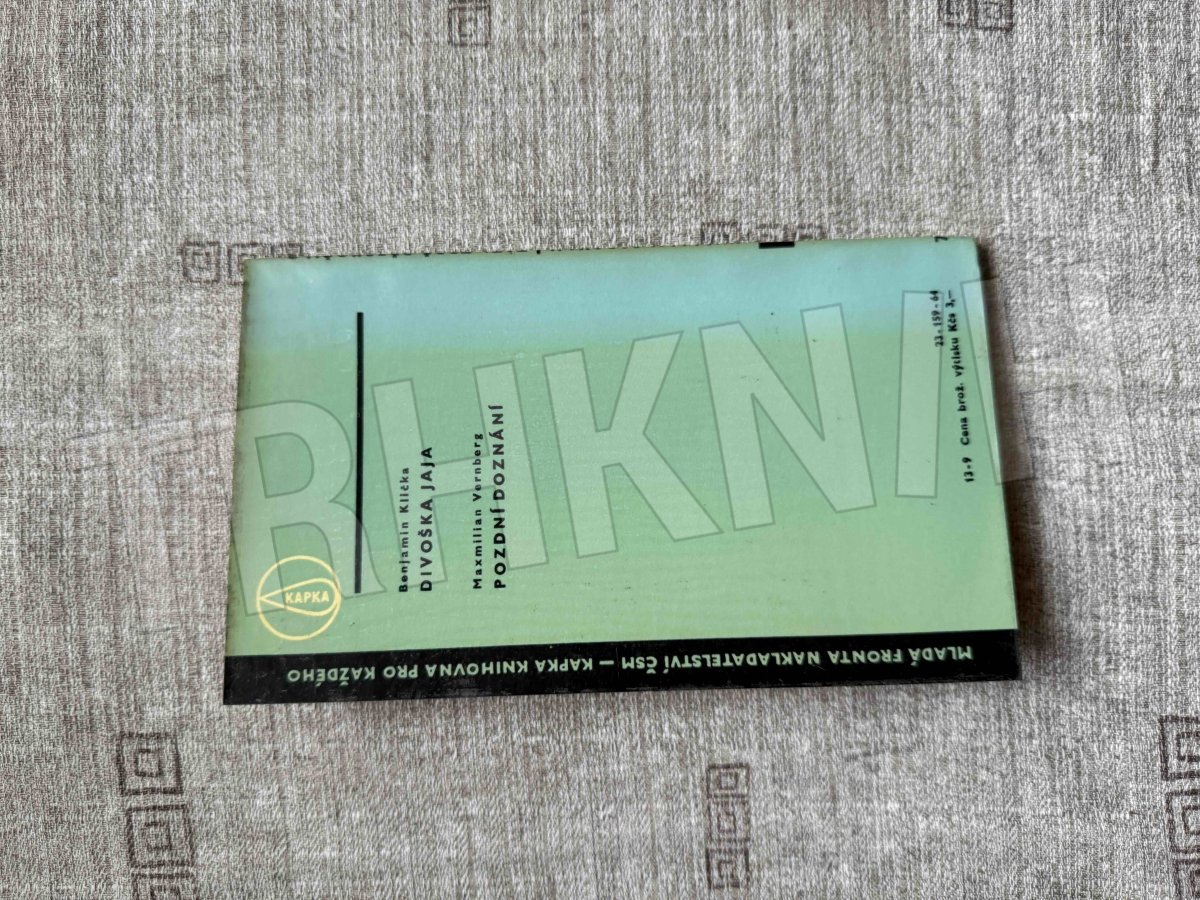 KAPKA
Benjamin Klička
DIVOŠKA JAJA
Maxmilian Vernberg
POZDNÍ DOZNÁNÍ
23-159-64
13-9 Cena brož. výtisku Kčs 3,—
MLADÁ FRONTA NAKLADATELSTVÍ ČSM — KAPKA KNIHOVNA PRO KAŽDÉHO
RHKN